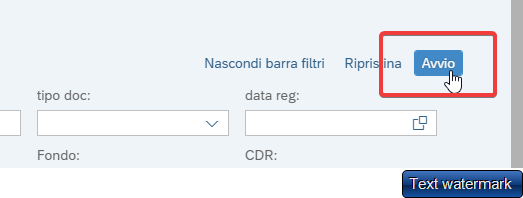 Nascondi barra filtri Ripristina Avvio
tipo doc: data reg:
Fondo: CDR:
Text watermark